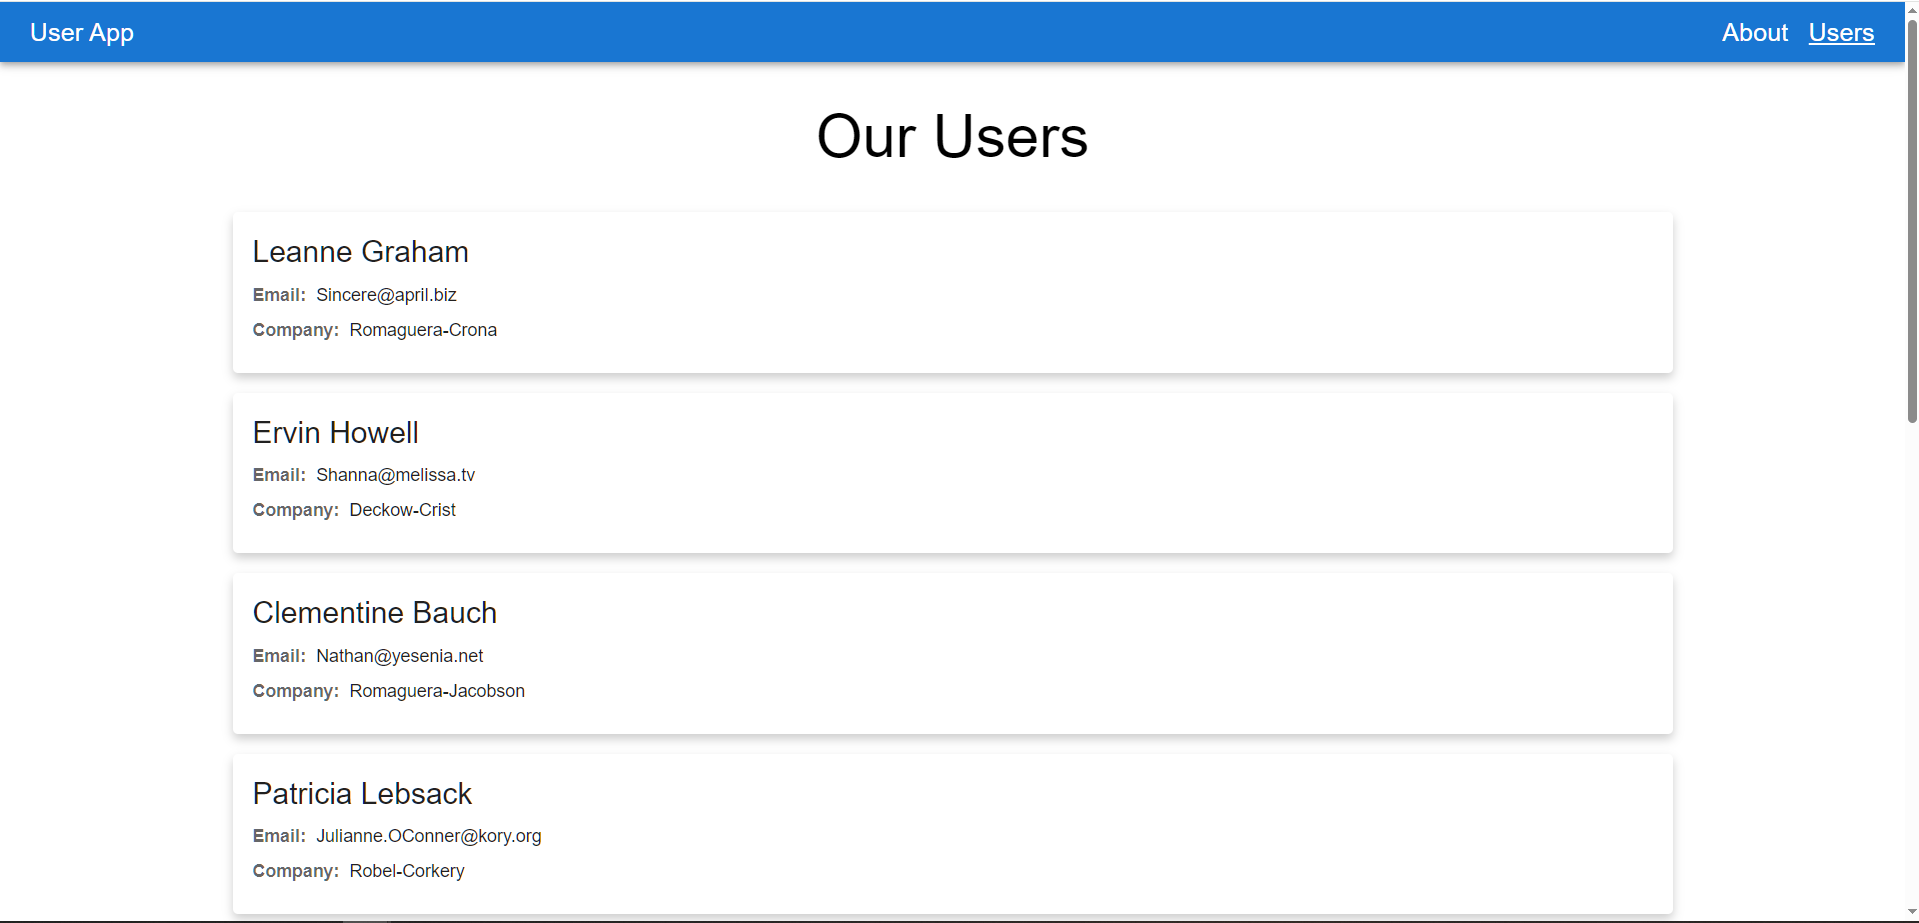 User App About Users
Our Users
Leanne Graham
Email: Sincere@april.biz
Company: Romaguera-Crona
Ervin Howell
Email: Shanna@melissa.tv
Company: Deckow-Crist
Clementine Bauch
Email: Nathan@yesenia.net
Company: Romaguera-Jacobson
Patricia Lebsack
Email: Julianne.OConner@kory.org
Company: Robel-Corkery